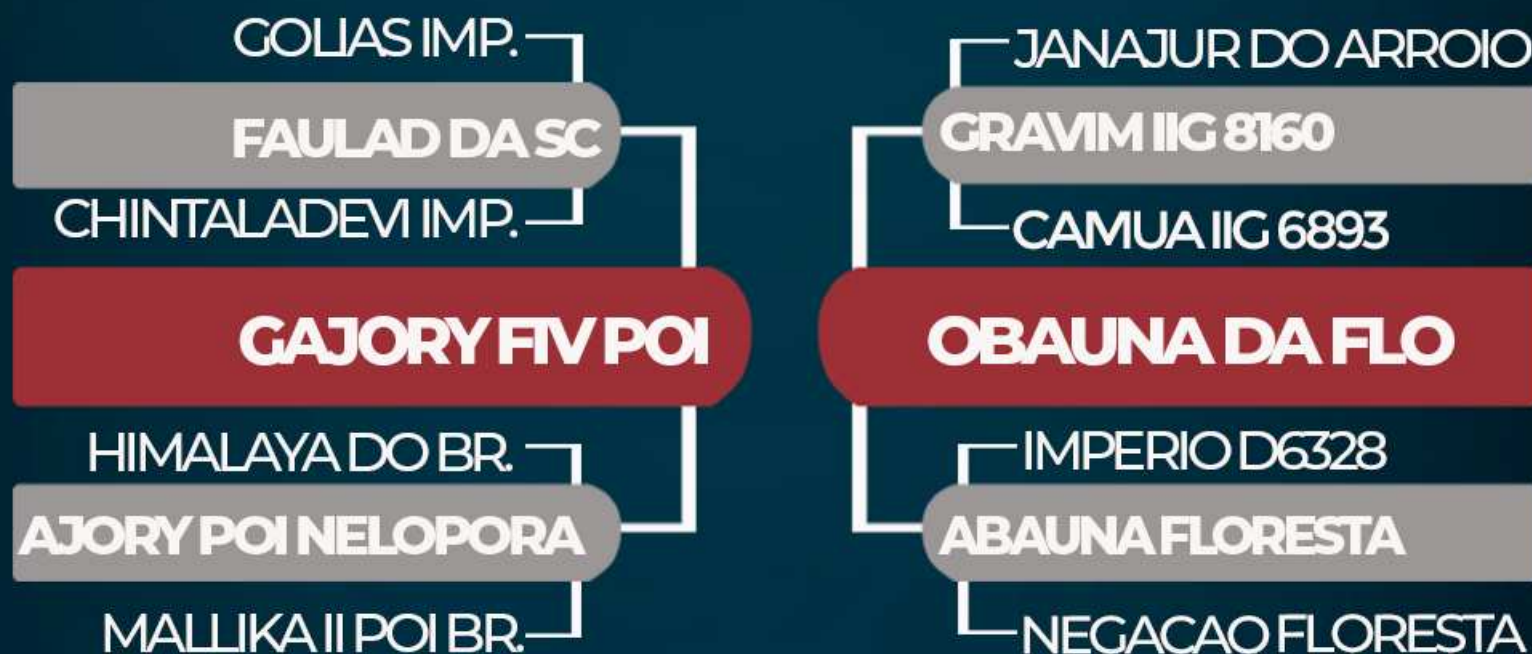 GOLIAS IMP.
FAULAD DA SC
CHINTALADEVI IMP.
GAJORY FIV POI
HIMALAYA DO BR.
AJORY POI NELOPORA
MALLIKA II POI BR.
JANAJUR DO ARROIO
GRAVIM IIG 8160
CAMUA IIG 6893
OBAUNA DA FLO
IMPERIO D6328
ABAUNA FLORESTA
NEGACAO FLORESTA